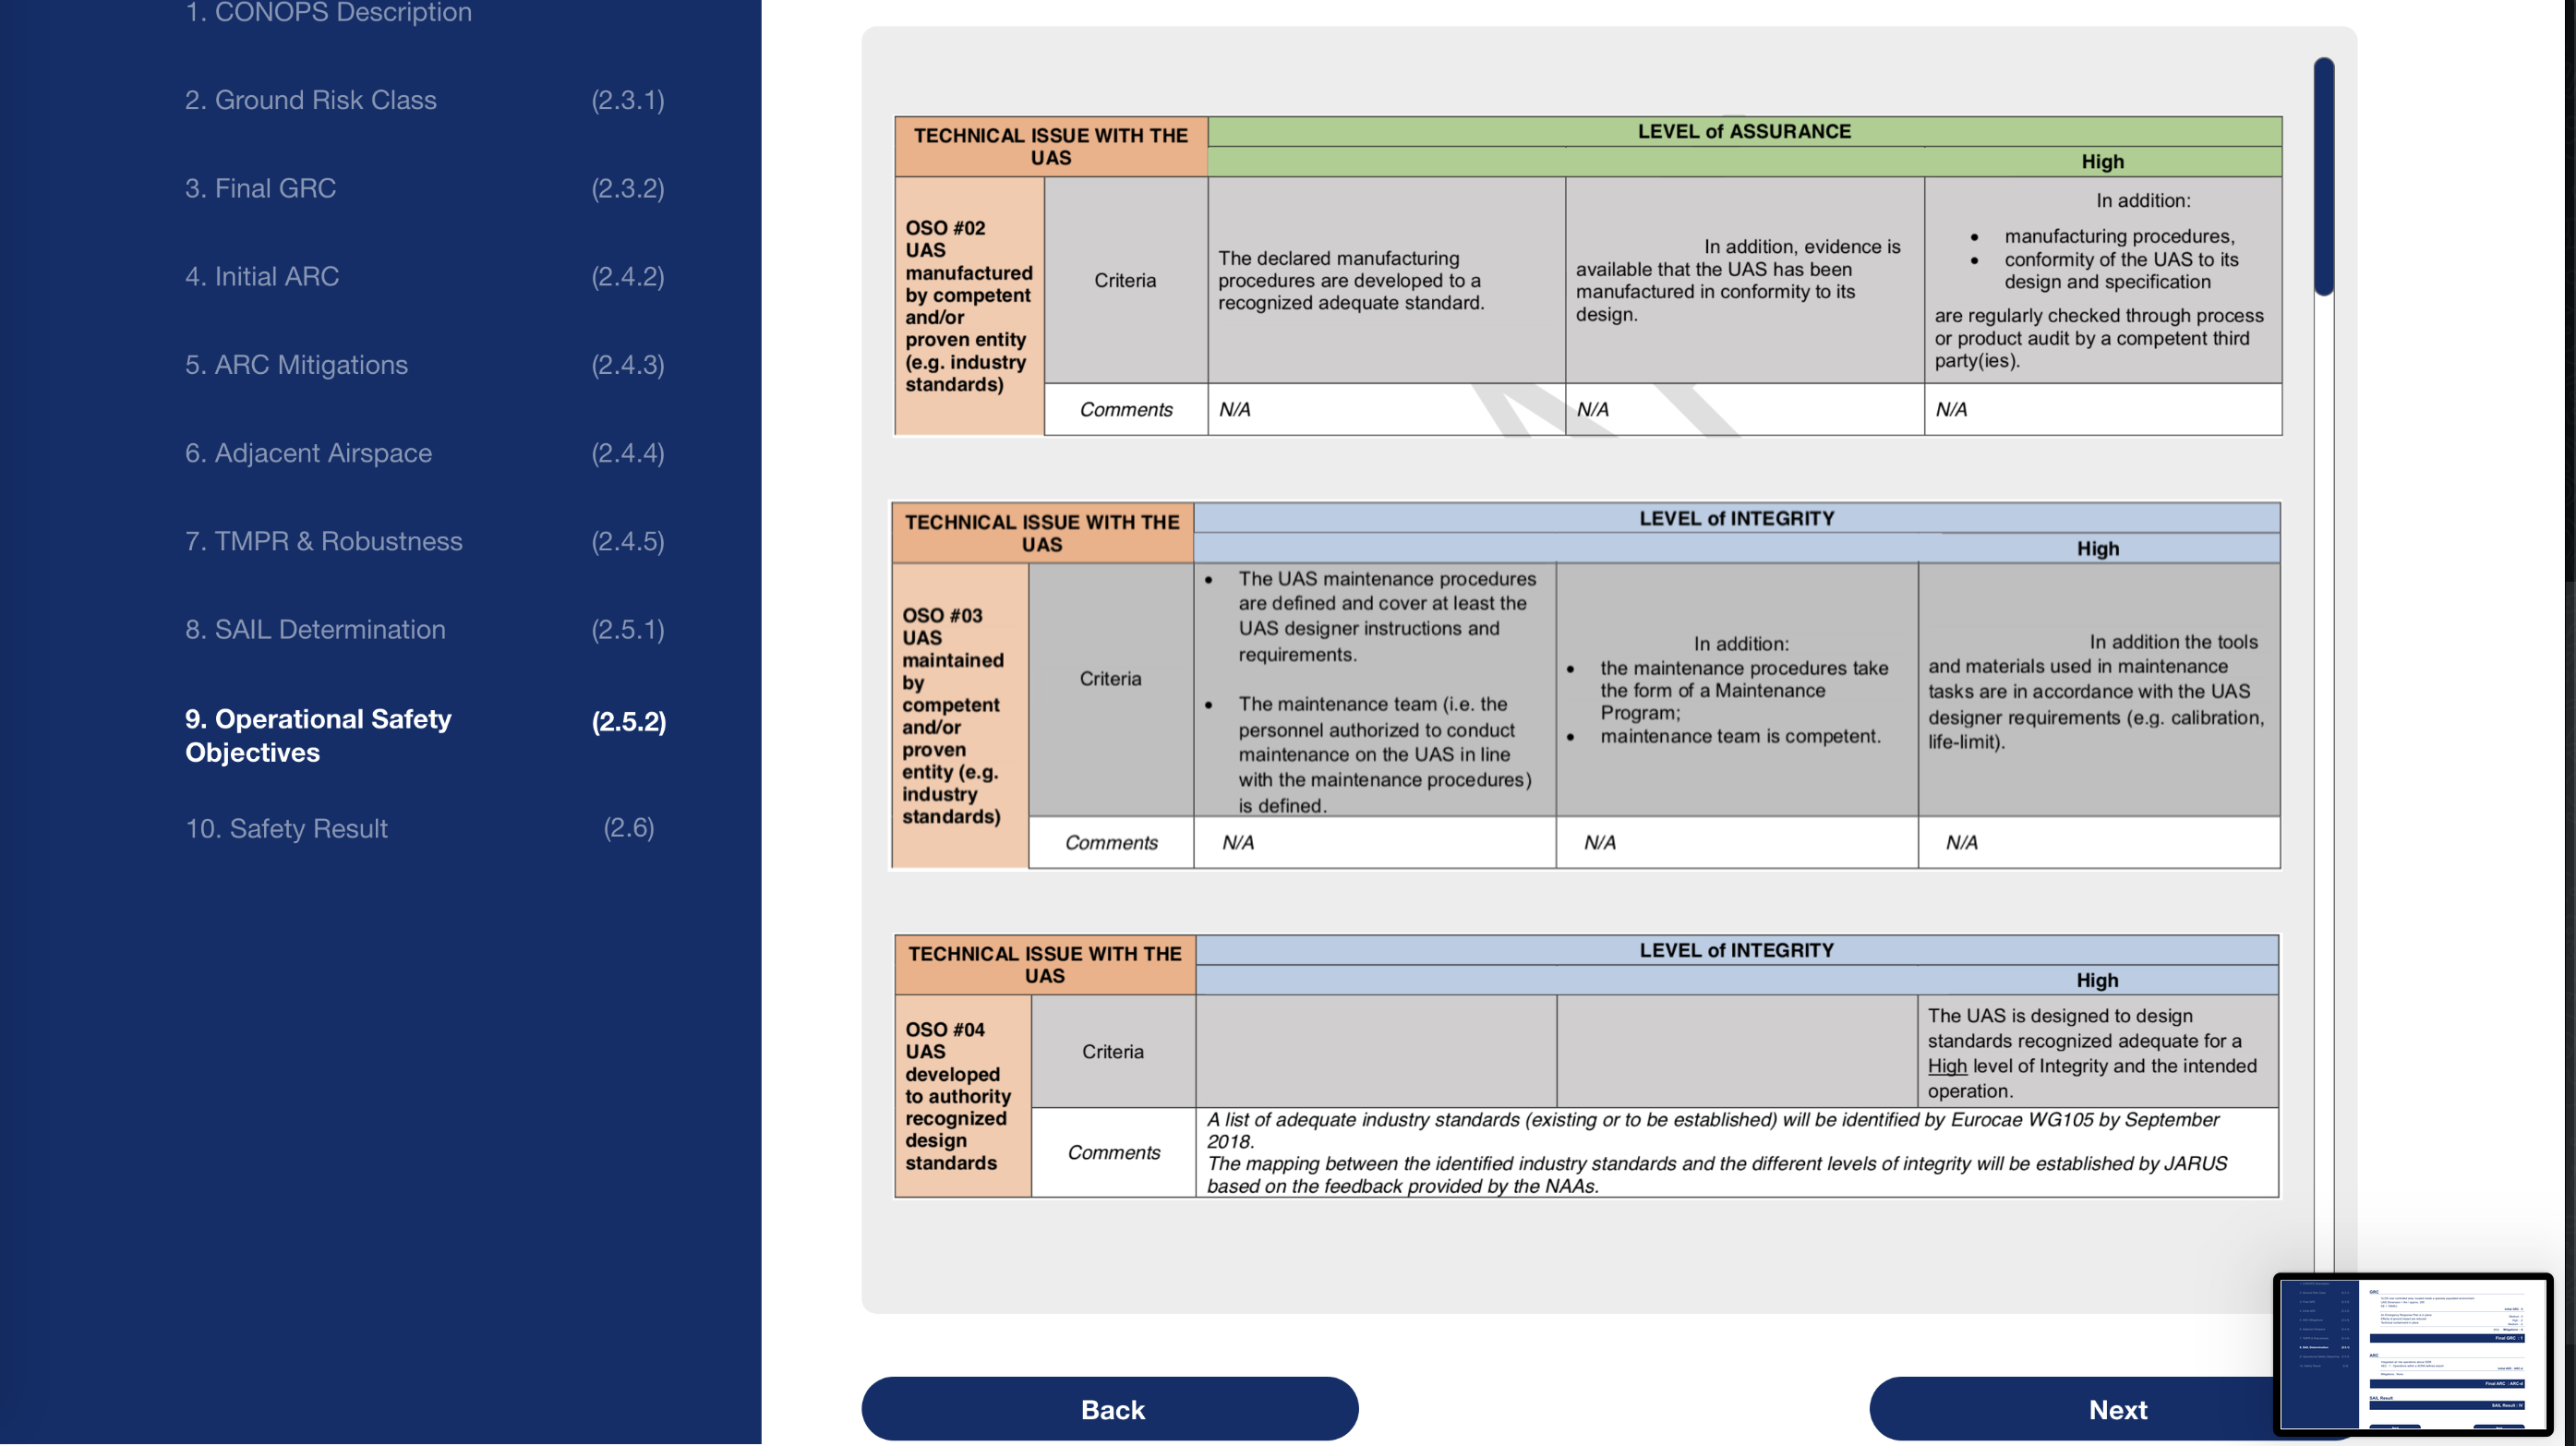 1. CONOPS Description
2. Ground Risk Class (2.3.1)
3. Final GRC (2.3.2)
4. Initial ARC (2.4.2)
5. ARC Mitigations (2.4.3)
6. Adjacent Airspace (2.4.4)
7. TMPR & Robustness (2.4.5)
8. SAIL Determination (2.5.1)
9. Operational Safety (2.5.2)
Objectives
10. Safety Result (2.6)
TECHNICAL ISSUE WITH THE
UAS
LEVEL of ASSURANCE
High
OSO #02
UAS
manufactured
by competent
and/or
proven entity
(e.g. industry
standards)
Criteria
The declared manufacturing
procedures are developed to a
recognized adequate standard.
In addition, evidence is
available that the UAS has been
manufactured in conformity to its
design.
In addition:
• manufacturing procedures,
• conformity of the UAS to its
design and specification
are regularly checked through process
or product audit by a competent third
party(ies).
Comments
N/A
N/A
N/A
TECHNICAL ISSUE WITH THE
UAS
LEVEL of INTEGRITY
High
OSO #03
UAS
maintained
by
competent
and/or
proven
entity (e.g.
industry
standards)
Criteria
• The UAS maintenance procedures
are defined and cover at least the
UAS designer instructions and
requirements.
• The maintenance team (i.e. the
personnel authorized to conduct
maintenance on the UAS in line
with the maintenance procedures)
is defined.
In addition:
• the maintenance procedures take
the form of a Maintenance
Program;
• maintenance team is competent.
In addition the tools
and materials used in maintenance
tasks are in accordance with the UAS
designer requirements (e.g. calibration,
life-limit).
Comments
N/A
N/A
N/A
TECHNICAL ISSUE WITH THE
UAS
LEVEL of INTEGRITY
High
OSO #04
UAS
developed
to authority
recognized
design
standards
Criteria
The UAS is designed to design
standards recognized adequate for a
High level of Integrity and the intended
operation.
Comments
A list of adequate industry standards (existing or to be established) will be identified by Eurocae WG105 by September
2018.
The mapping between the identified industry standards and the different levels of integrity will be established by JARUS
based on the feedback provided by the NAAs.
Back
Next
GRC
Final GRC : 1
ARC
Final ARC : ARC-d
SAIL Result
SAIL Result : IV